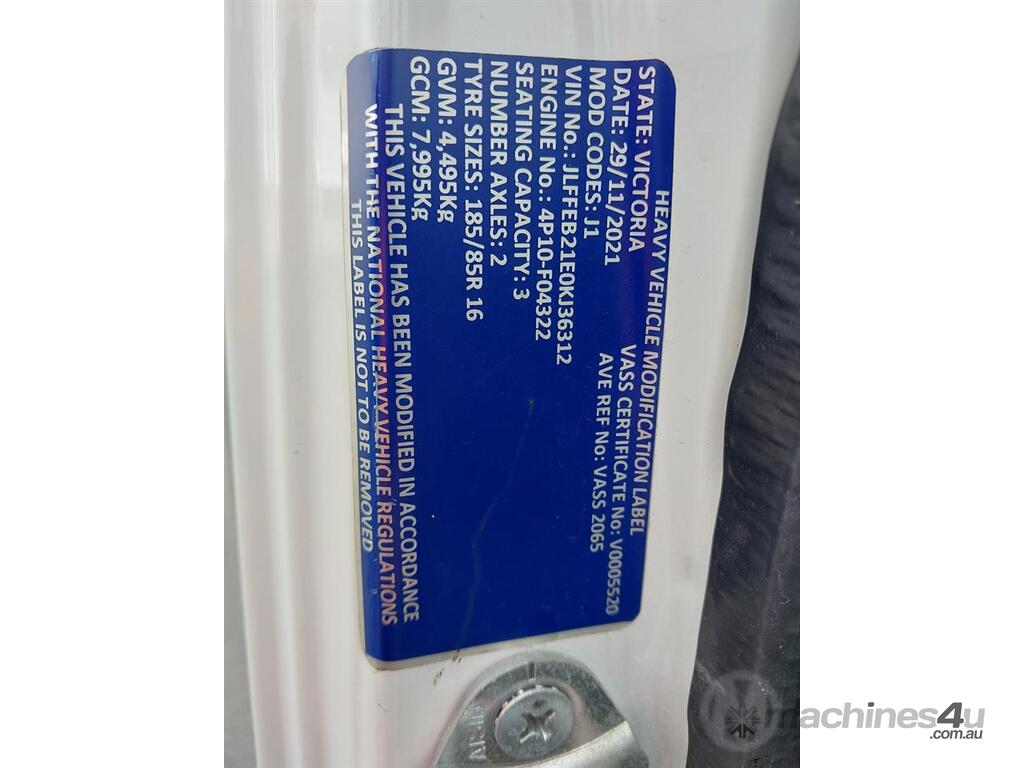 HEAVY VEHICLE MODIFICATION LABEL
STATE: VICTORIA VASS CERTIFICATE No: V0005520
DATE: 29/11/2021 AVE REF No: VASS 2065
MOD CODES: J1
VIN No.: JLFFEB21E0KJ36312
ENGINE No.: 4P10-F04322
SEATING CAPACITY: 3
NUMBER AXLES: 2
TYRE SIZES: 185/85R 16
GVM: 4,495Kg
GCM: 7,995Kg
THIS VEHICLE HAS BEEN MODIFIED IN ACCORDANCE
WITH THE NATIONAL HEAVY VEHICLE REGULATIONS
THIS LABEL IS NOT TO BE REMOVED
machines4u
.com.au